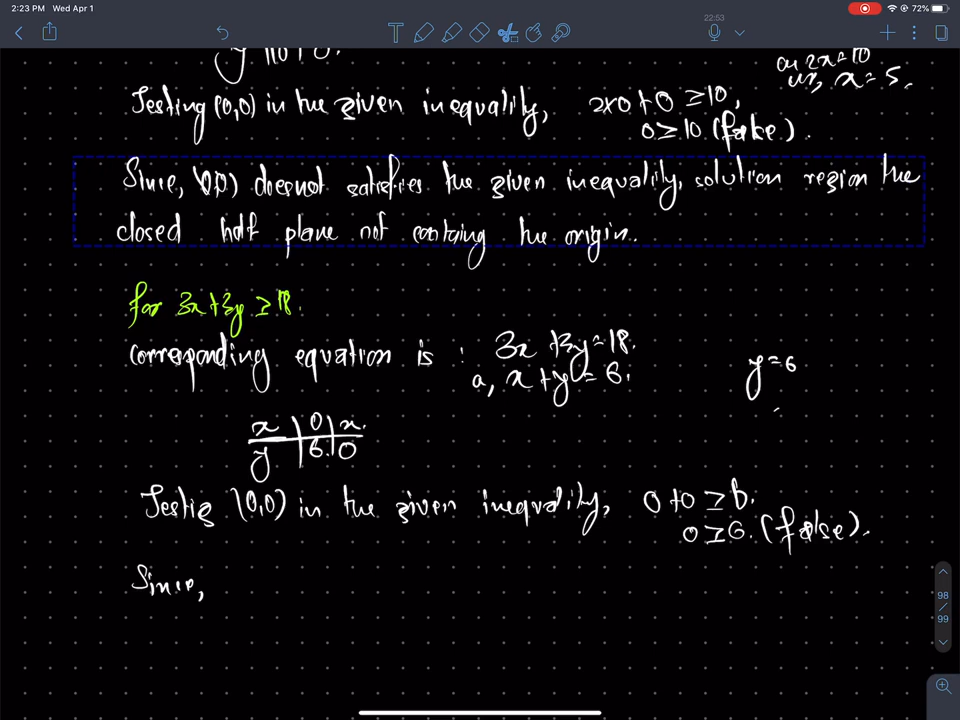 2:23 PM Wed Apr 1
72%
22:53
2x = 10
x = 5.
Testing (0,0) in the given inequality, 2x0 + 0 ≥ 10,
0 ≥ 10 (false).
Since, (0,0) doesnot satisfies the given inequality, solution region the
closed half plane not containg the origin.
for 3x+3y ≥ 18.
corresponding equation is : 3x + 3y = 18.
a, x + y = 6.
y = 6
x | 0 | x.
y | 6. | 0
Testig (0,0) in the given inequality, 0 + 0 ≥ 6.
0 ≥ 6. (false).
Since,
98
/
99